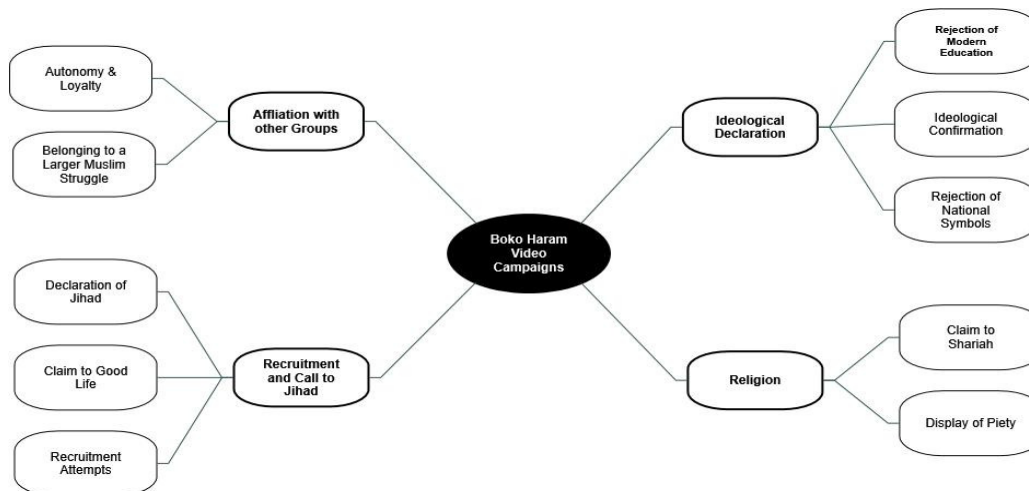 Boko Haram
Video
Campaigns
Affliation with
other Groups
Autonomy &
Loyalty
Belonging to a
Larger Muslim
Struggle
Recruitment
and Call to
Jihad
Declaration of
Jihad
Claim to Good
Life
Recruitment
Attempts
Ideological
Declaration
Rejection of
Modern
Education
Ideological
Confirmation
Rejection of
National
Symbols
Religion
Claim to
Shariah
Display of Piety